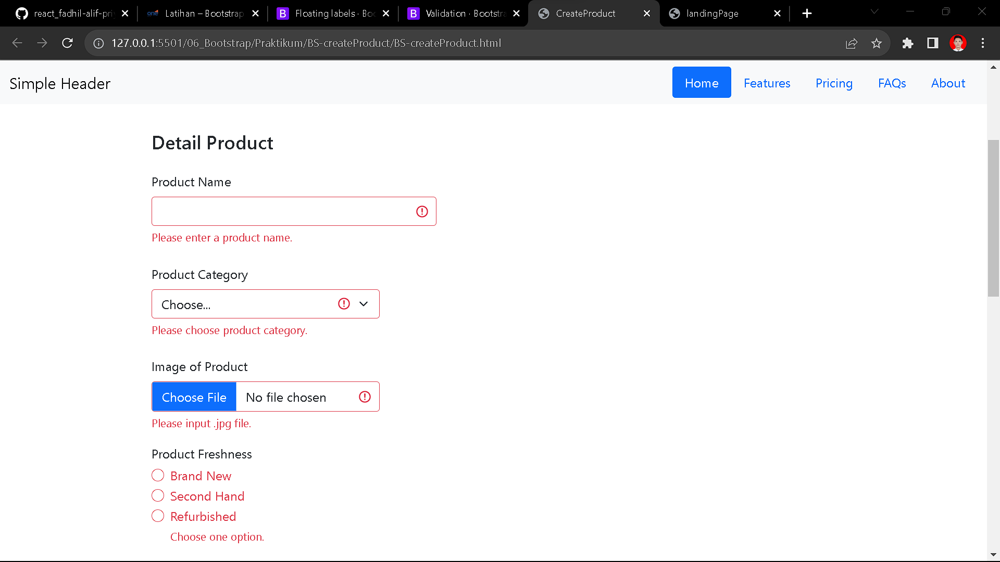 react_fadhil-alif-pri
Latihan – Bootstrap
Floating labels · Boo
Validation · Bootstra
CreateProduct
landingPage
127.0.0.1:5501/06_Bootstrap/Praktikum/BS-createProduct/BS-createProduct.html
Simple Header
Home
Features
Pricing
FAQs
About
Detail Product
Product Name
Please enter a product name.
Product Category
Choose...
Please choose product category.
Image of Product
Choose File
No file chosen
Please input .jpg file.
Product Freshness
Brand New
Second Hand
Refurbished
Choose one option.